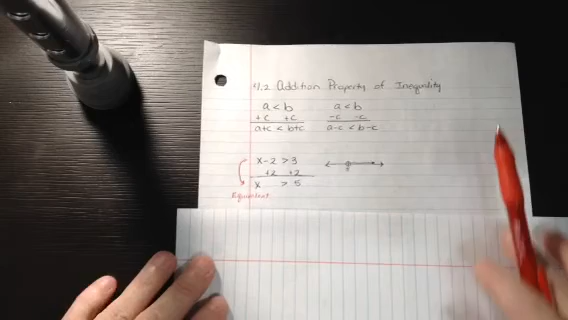 4.2 Addition Property of Inequality
a < b    a < b
+c  +c    -c  -c
a+c < b+c    a-c < b-c
x-2 > 3
+2  +2
x  > 5
Equivalent